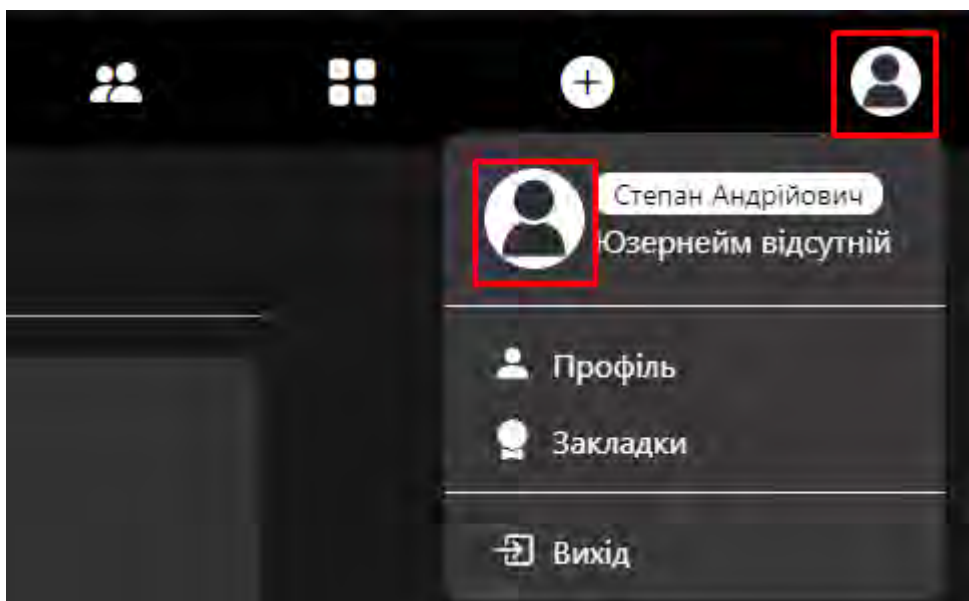 Степан Андрійович
Юзернейм відсутній
Профіль
Закладки
Вихід